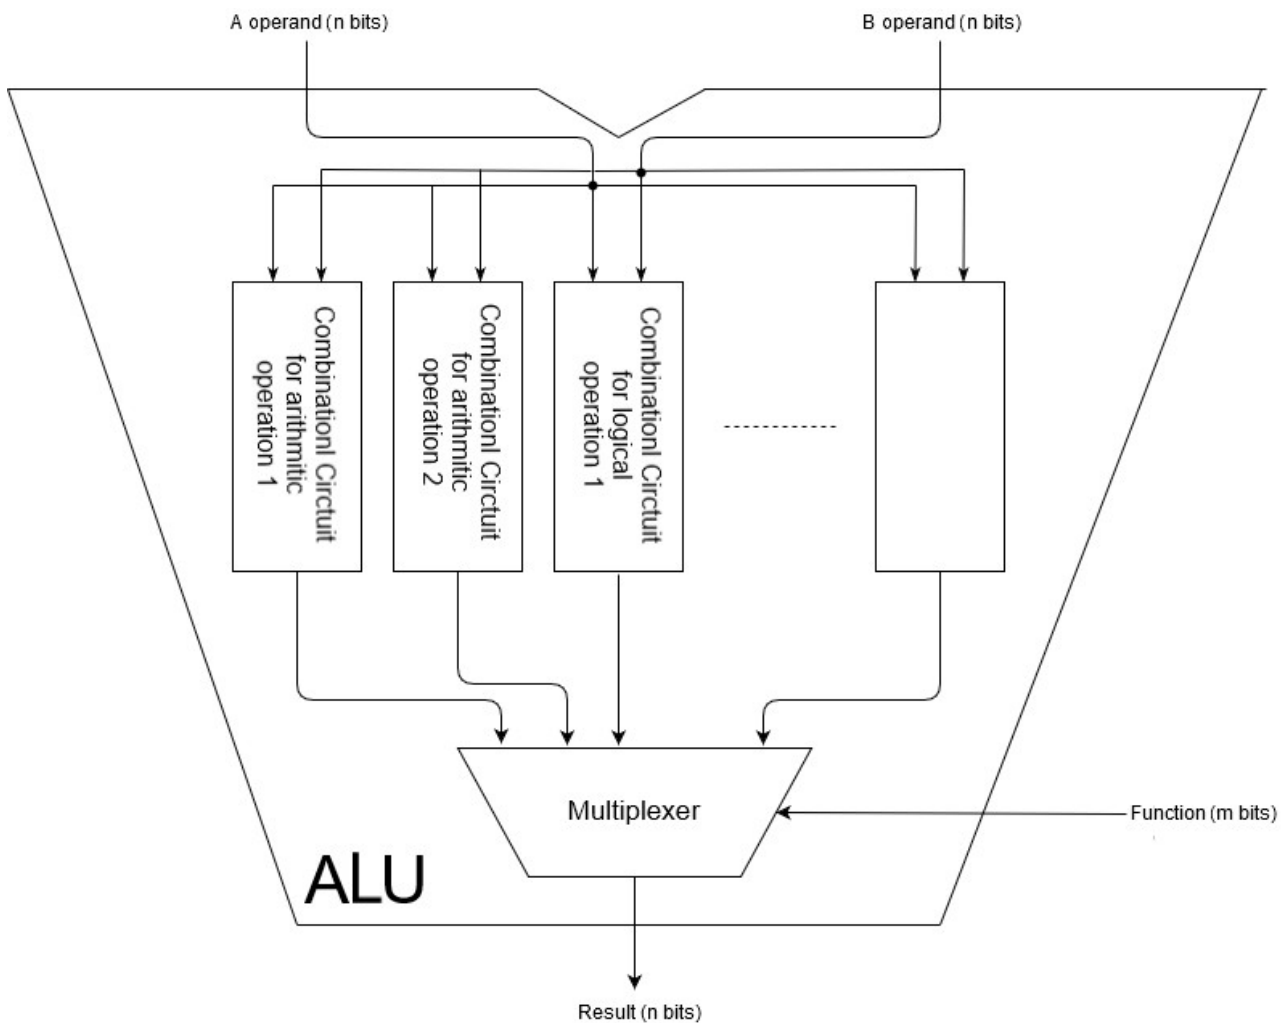 A operand (n bits)
B operand (n bits)
Combinationl Circtuit
for arithmitic
operation 1
Combinationl Circtuit
for arithmitic
operation 2
Combinationl Circtuit
for logical
operation 1
Multiplexer
Function (m bits)
ALU
Result (n bits)